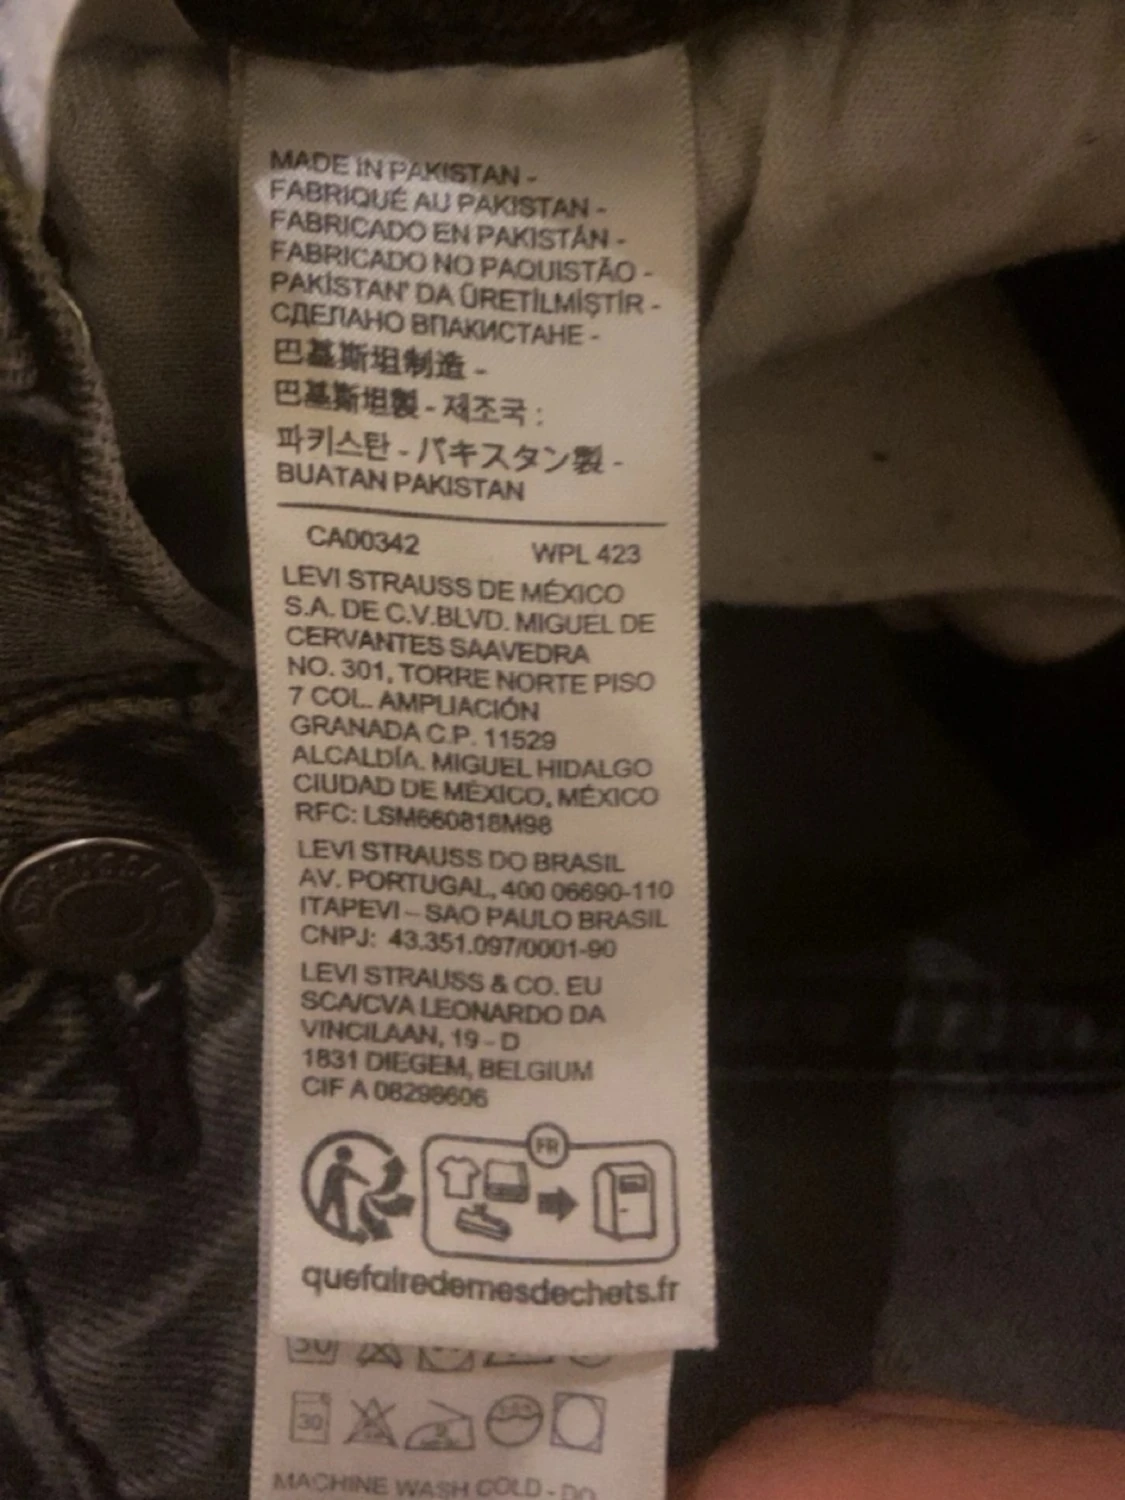 MADE IN PAKISTAN -
FABRIQUÉ AU PAKISTAN -
FABRICADO EN PAKISTÁN -
FABRICADO NO PAQUISTÃO -
PAKİSTAN' DA ÜRETİLMİŞTİR -
СДЕЛАНО ВПАКИСТАНЕ -
巴基斯坦制造 -
巴基斯坦製 - 제조국 :
파키스탄 - パキスタン製 -
BUATAN PAKISTAN
CA00342 WPL 423
LEVI STRAUSS DE MÉXICO
S.A. DE C.V.BLVD. MIGUEL DE
CERVANTES SAAVEDRA
NO. 301, TORRE NORTE PISO
7 COL. AMPLIACIÓN
GRANADA C.P. 11529
ALCALDÍA. MIGUEL HIDALGO
CIUDAD DE MÉXICO, MÉXICO
RFC: LSM660818M98
LEVI STRAUSS DO BRASIL
AV. PORTUGAL, 400 06690-110
ITAPEVI – SAO PAULO BRASIL
CNPJ: 43.351.097/0001-90
LEVI STRAUSS & CO. EU
SCA/CVA LEONARDO DA
VINCILAAN, 19 - D
1831 DIEGEM, BELGIUM
CIF A 08298606
FR
quefairedemesdechets.fr
30
30
MACHINE WASH COLD - DO